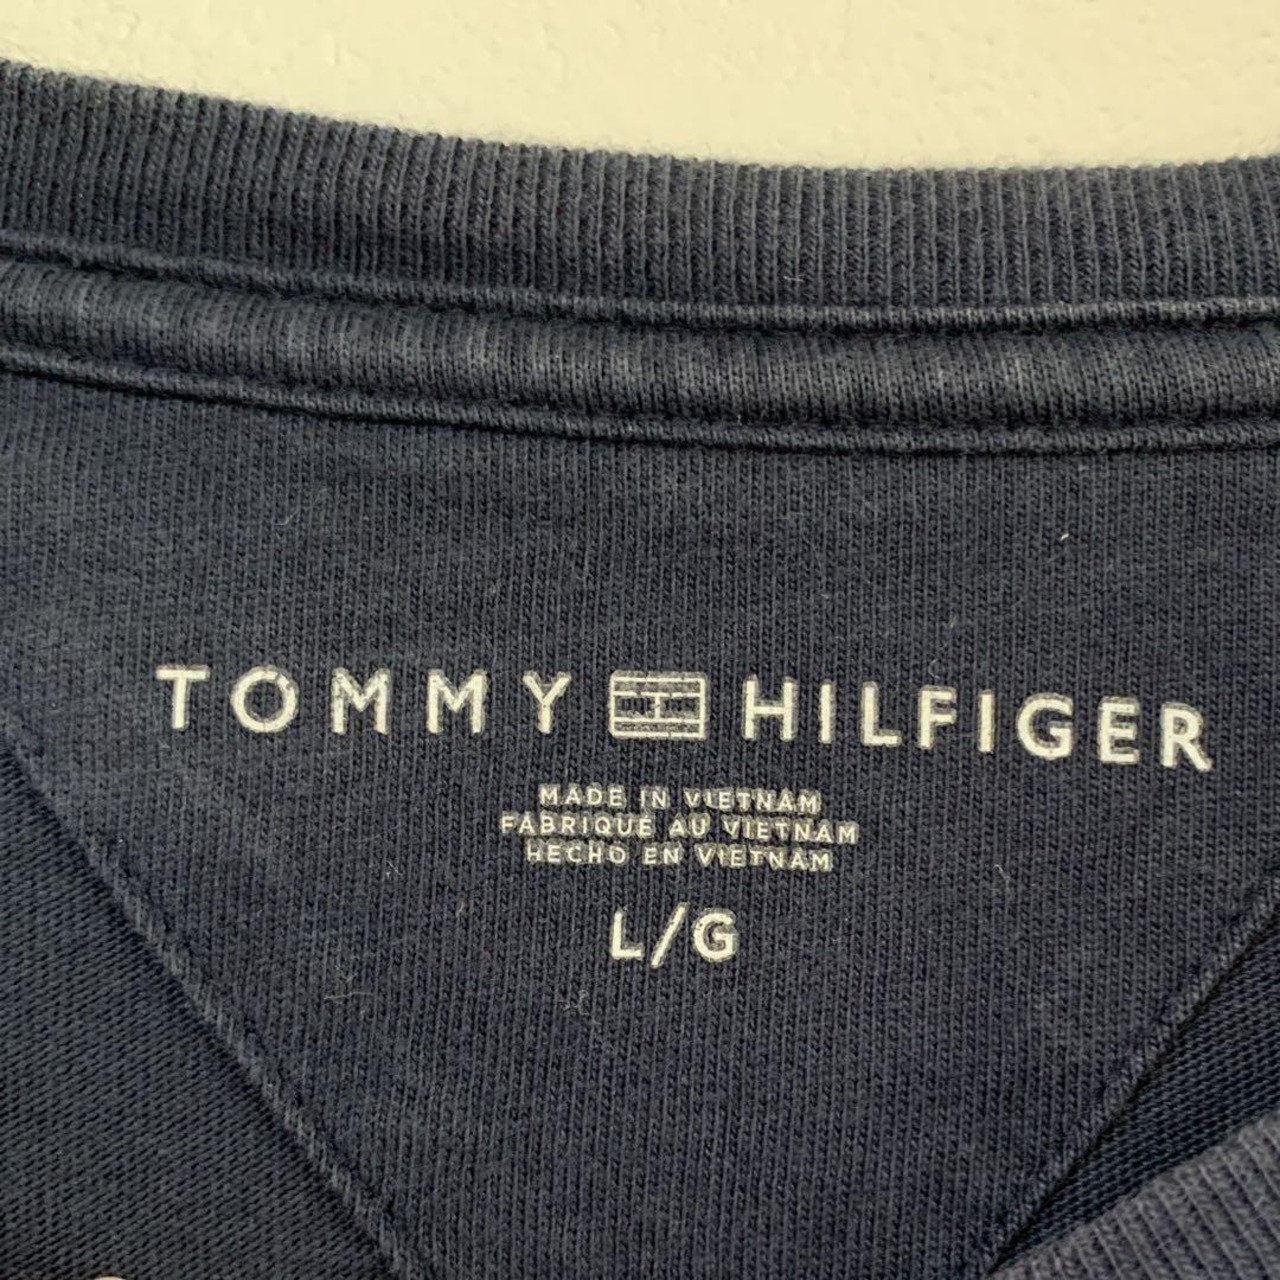 TOMMY HILFIGER
MADE IN VIETNAM
FABRIQUÉ AU VIETNAM
HECHO EN VIETNAM
L/G